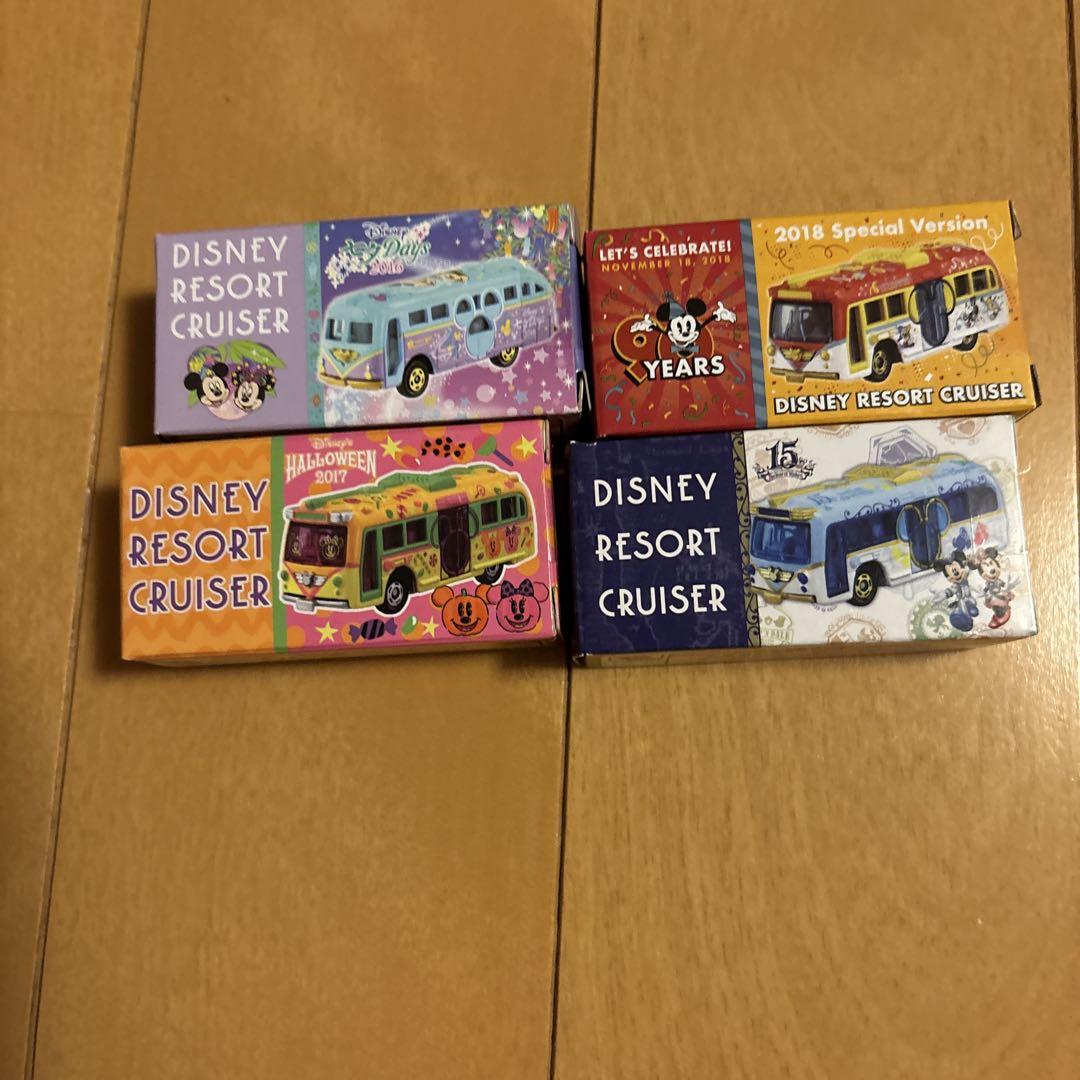 DISNEY
RESORT
CRUISER
Disney
Days
2016
LET'S CELEBRATE!
NOVEMBER 18, 2018
90
YEARS
2018 Special Version
DISNEY RESORT CRUISER
DISNEY
RESORT
CRUISER
Disney's
HALLOWEEN
2017
DISNEY
RESORT
CRUISER
15